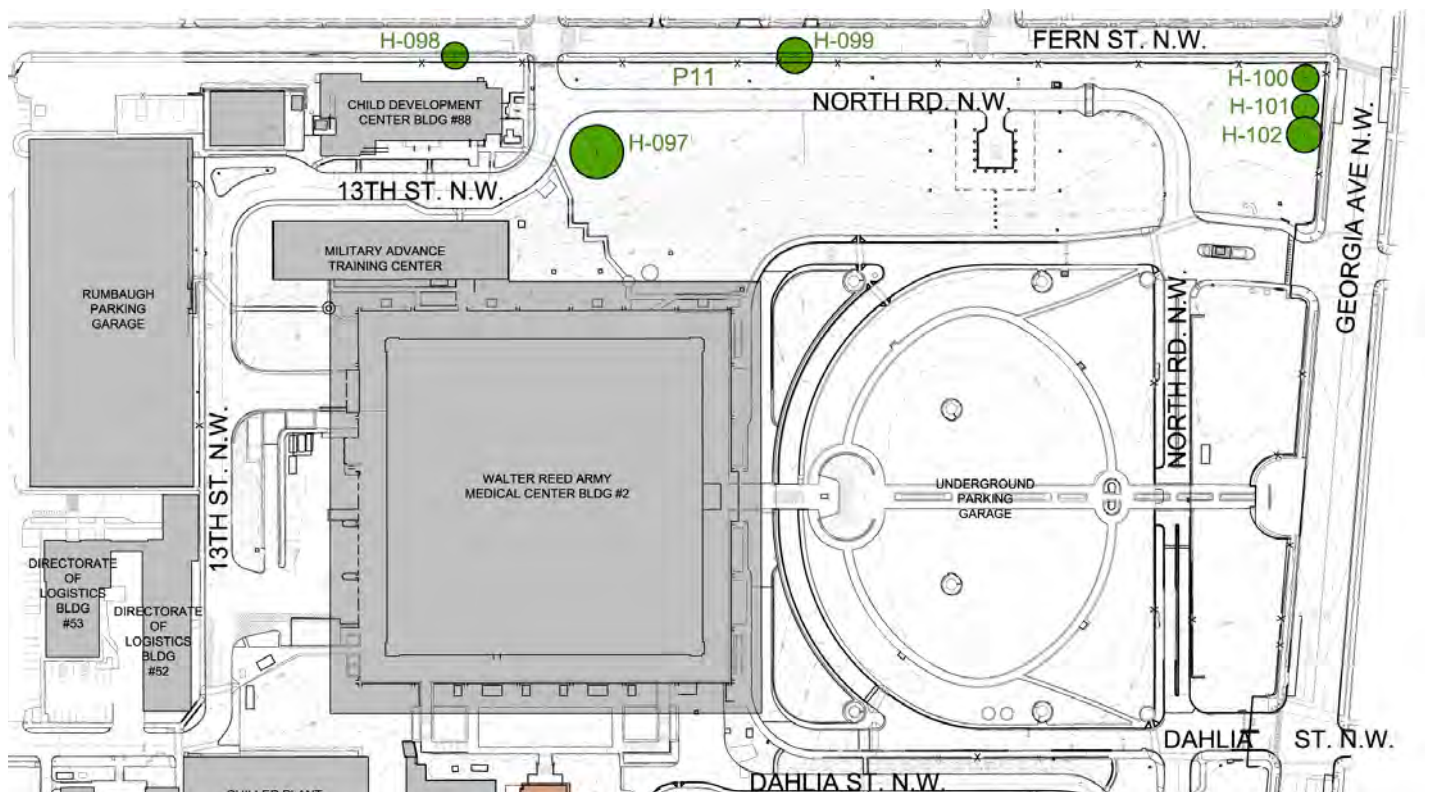 H-098
H-099
FERN ST. N.W.
P11
H-100
CHILD DEVELOPMENT
CENTER BLDG #88
NORTH RD. N.W.
H-101
H-102
H-097
13TH ST. N.W.
GEORGIA AVE N.W.
MILITARY ADVANCE
TRAINING CENTER
RUMBAUGH
PARKING
GARAGE
NORTH RD. N.W.
13TH ST. N.W.
WALTER REED ARMY
MEDICAL CENTER BLDG #2
UNDERGROUND
PARKING
GARAGE
DIRECTORATE
OF
LOGISTICS
BLDG
#53
DIRECTORATE
OF
LOGISTICS
BLDG
#52
DAHLIA ST. N.W.
DAHLIA ST. N.W.